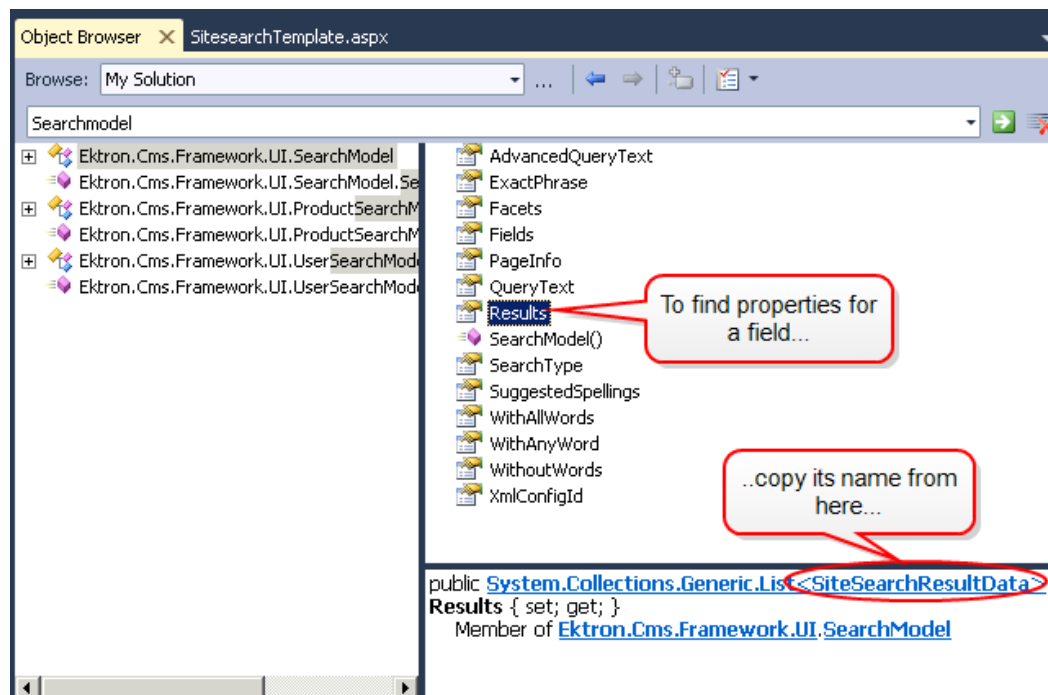 Object Browser
SitesearchTemplate.aspx
Browse: My Solution ...
Searchmodel
Ektron.Cms.Framework.UI.SearchModel
Ektron.Cms.Framework.UI.SearchModel.Se
Ektron.Cms.Framework.UI.ProductSearchM
Ektron.Cms.Framework.UI.ProductSearchM
Ektron.Cms.Framework.UI.UserSearchMode
Ektron.Cms.Framework.UI.UserSearchMode
AdvancedQueryText
ExactPhrase
Facets
Fields
PageInfo
QueryText
Results
SearchModel()
SearchType
SuggestedSpellings
WithAllWords
WithAnyWord
WithoutWords
XmlConfigId
To find properties for
a field...
..copy its name from
here...
public System.Collections.Generic.List<SiteSearchResultData>
Results { set; get; }
Member of Ektron.Cms.Framework.UI.SearchModel